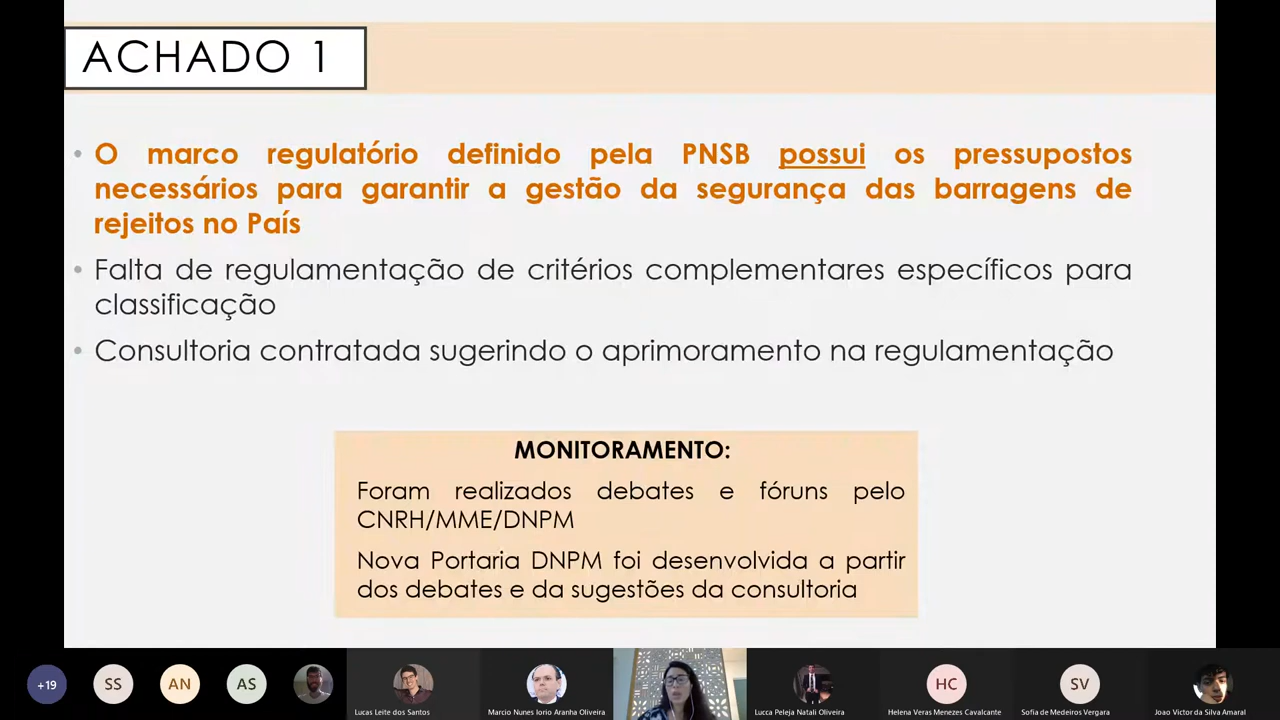 ACHADO 1
• O marco regulatório definido pela PNSB possui os pressupostos
necessários para garantir a gestão da segurança das barragens de
rejeitos no País
• Falta de regulamentação de critérios complementares específicos para
classificação
• Consultoria contratada sugerindo o aprimoramento na regulamentação
MONITORAMENTO:
Foram realizados debates e fóruns pelo
CNRH/MME/DNPM
Nova Portaria DNPM foi desenvolvida a partir
dos debates e da sugestões da consultoria
+19
SS
AN
AS
HC
SV
Lucas Leite dos Santos
Marcio Nunes Iorio Aranha Oliveira
Lucca Peleja Natali Oliveira
Helena Veras Menezes Cavalcante
Sofia de Medeiros Vergara
Joao Victor da Silva Amaral